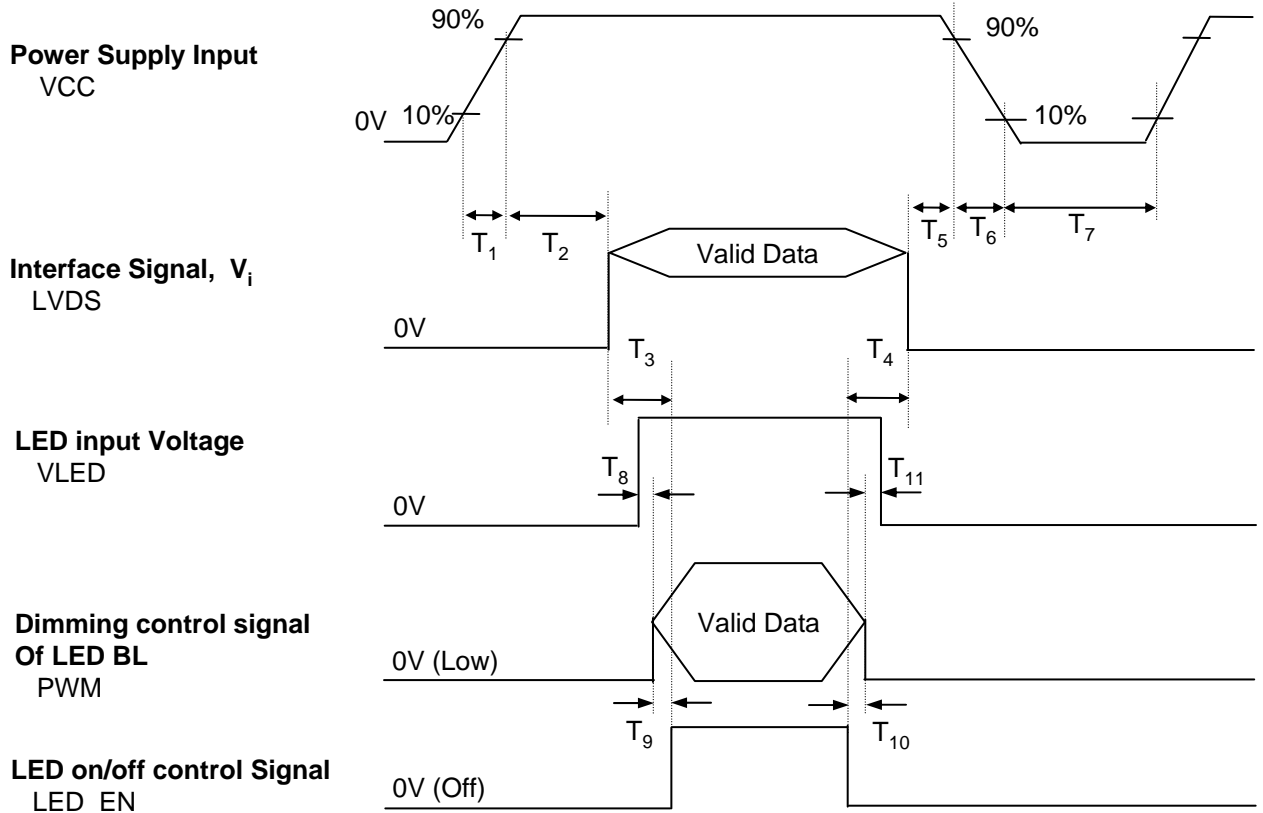 90%
90%
Power Supply Input
VCC
0V
10%
10%
T1
T2
T5
T6
T7
Interface Signal, Vi
LVDS
Valid Data
0V
T3
T4
LED input Voltage
VLED
T8
T11
0V
Dimming control signal
Of LED BL
PWM
Valid Data
0V (Low)
T9
T10
LED on/off control Signal
LED EN
0V (Off)